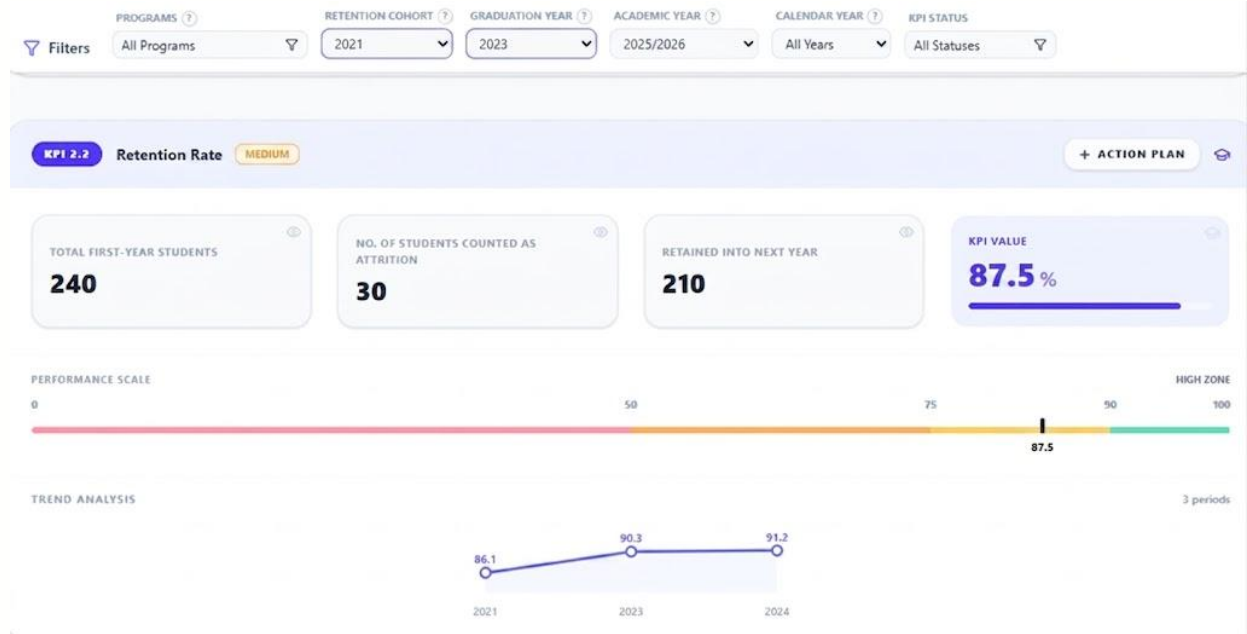 PROGRAMS ?
RETENTION COHORT ?
GRADUATION YEAR ?
ACADEMIC YEAR ?
CALENDAR YEAR ?
KPI STATUS
Filters
All Programs
2021
2023
2025/2026
All Years
All Statuses
KPI 2.2
Retention Rate
MEDIUM
+ ACTION PLAN
TOTAL FIRST-YEAR STUDENTS
240
NO. OF STUDENTS COUNTED AS
ATTRITION
30
RETAINED INTO NEXT YEAR
210
KPI VALUE
87.5 %
PERFORMANCE SCALE
HIGH ZONE
0
50
75
90
100
87.5
TREND ANALYSIS
3 periods
86.1
90.3
91.2
2021
2023
2024